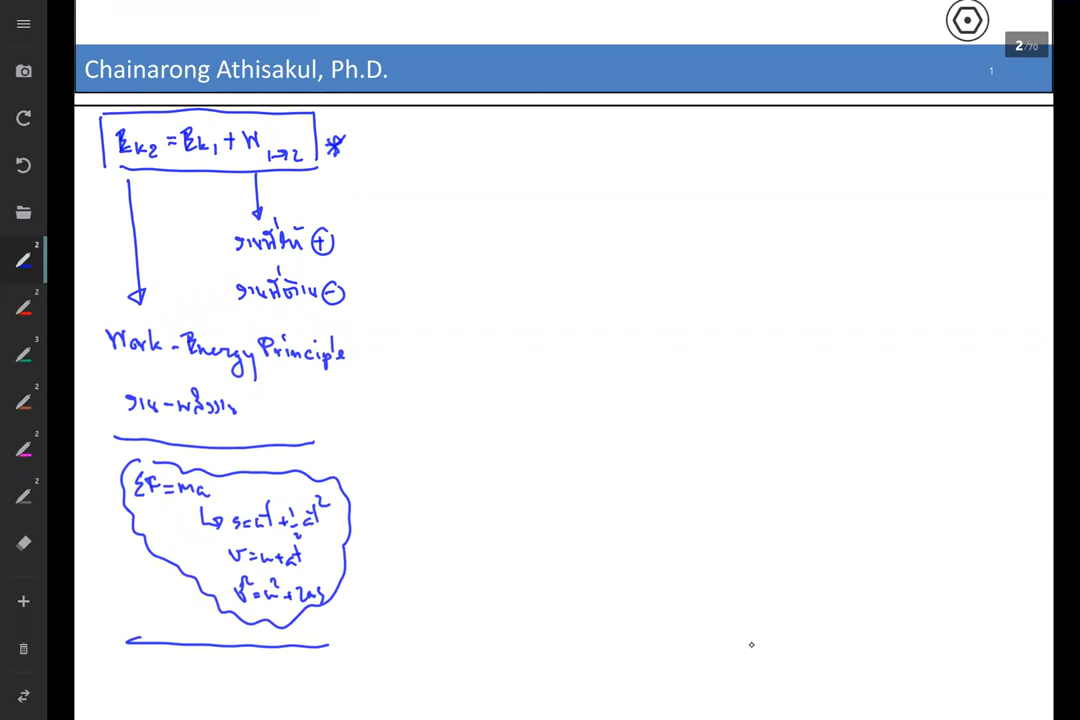 2/70
Chainarong Athisakul, Ph.D.
1
Ek2 = Ek1 + W1→2 *
งานที่ให้ +
งานที่ต้าน -
Work - Energy Principle
งาน - พลังงาน
ΣF = ma
↳ s = ut + 1/2 at²
v = u + at
v² = u² + 2as